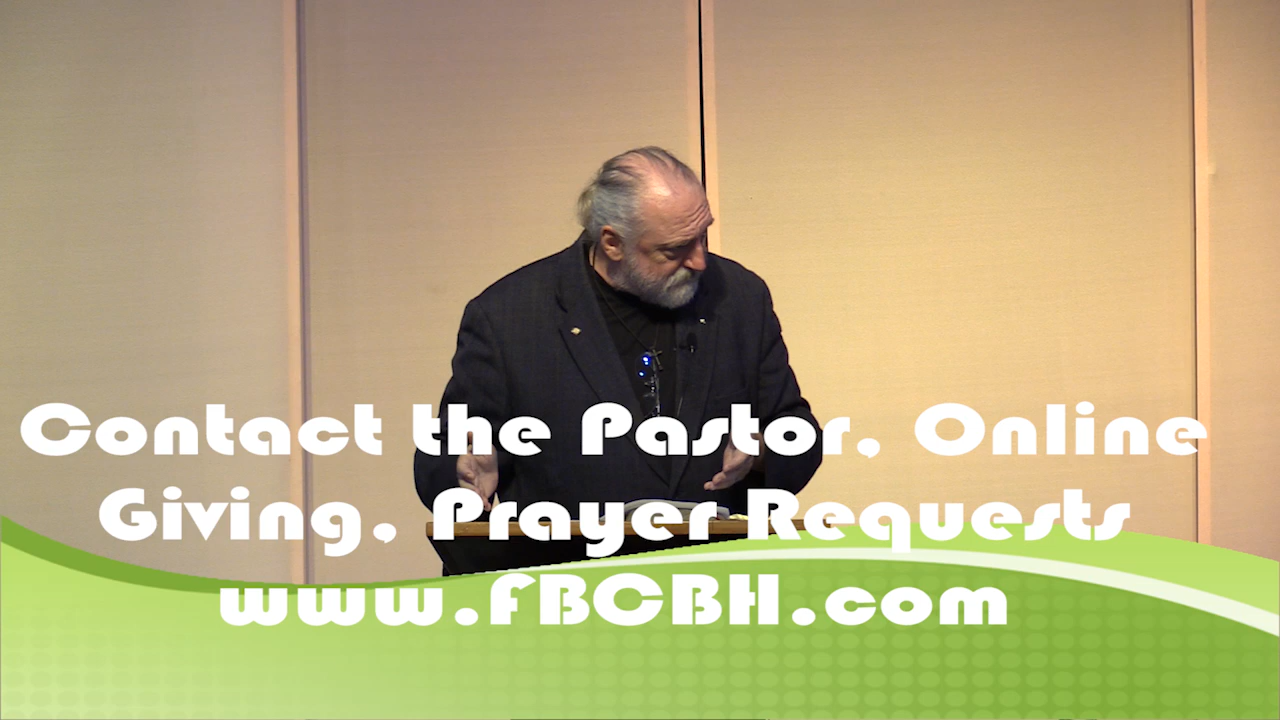 Contact the Pastor, Online
Giving, Prayer Requests
www.FBCBH.com